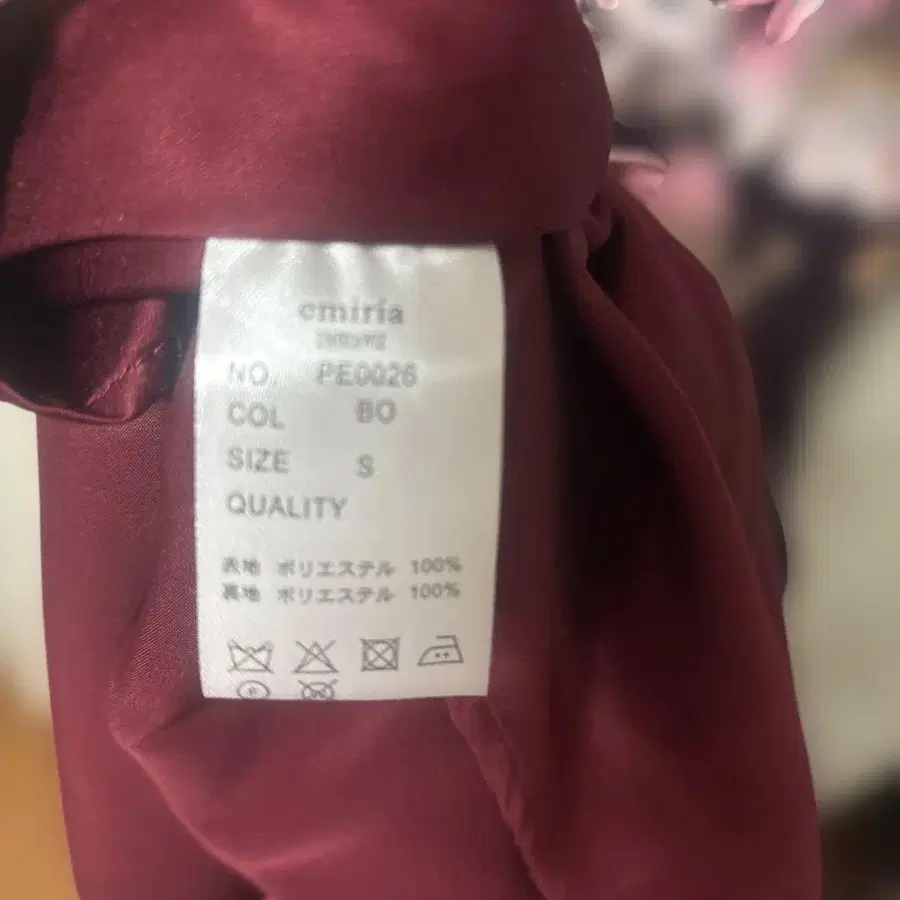 emiria
NO. PE0026
COL BO
SIZE S
QUALITY
表地 ポリエステル 100%
裏地 ポリエステル 100%